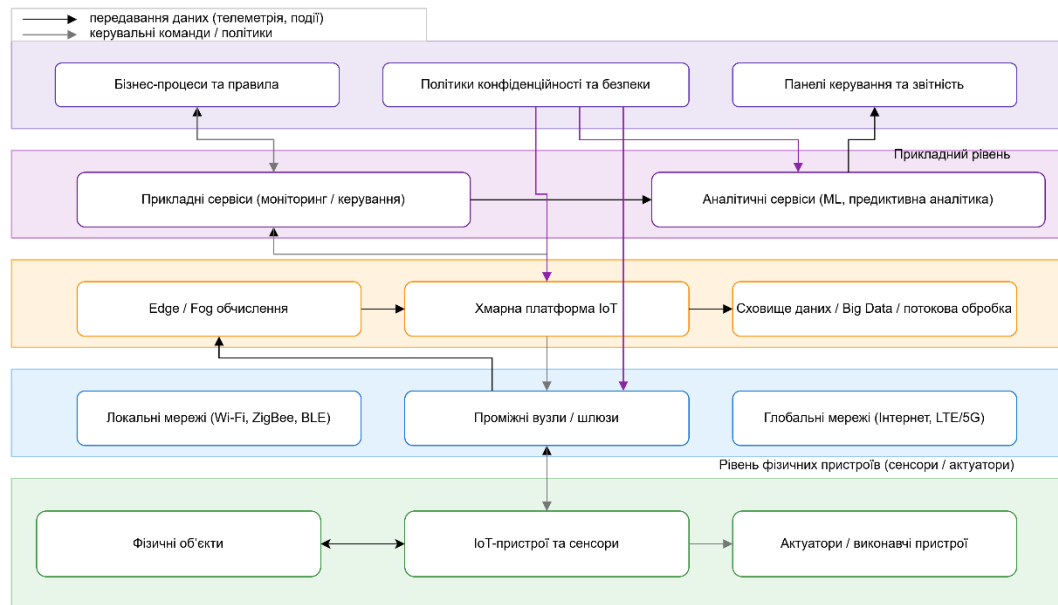 передавання даних (телеметрія, події)
керувальні команди / політики
Бізнес-процеси та правила
Політики конфіденційності та безпеки
Панелі керування та звітність
Прикладний рівень
Прикладні сервіси (моніторинг / керування)
Аналітичні сервіси (ML, предиктивна аналітика)
Edge / Fog обчислення
Хмарна платформа IoT
Сховище даних / Big Data / потокова обробка
Локальні мережі (Wi-Fi, ZigBee, BLE)
Проміжні вузли / шлюзи
Глобальні мережі (Інтернет, LTE/5G)
Рівень фізичних пристроїв (сенсори / актуатори)
Фізичні об'єкти
IoT-пристрої та сенсори
Актуатори / виконавчі пристрої